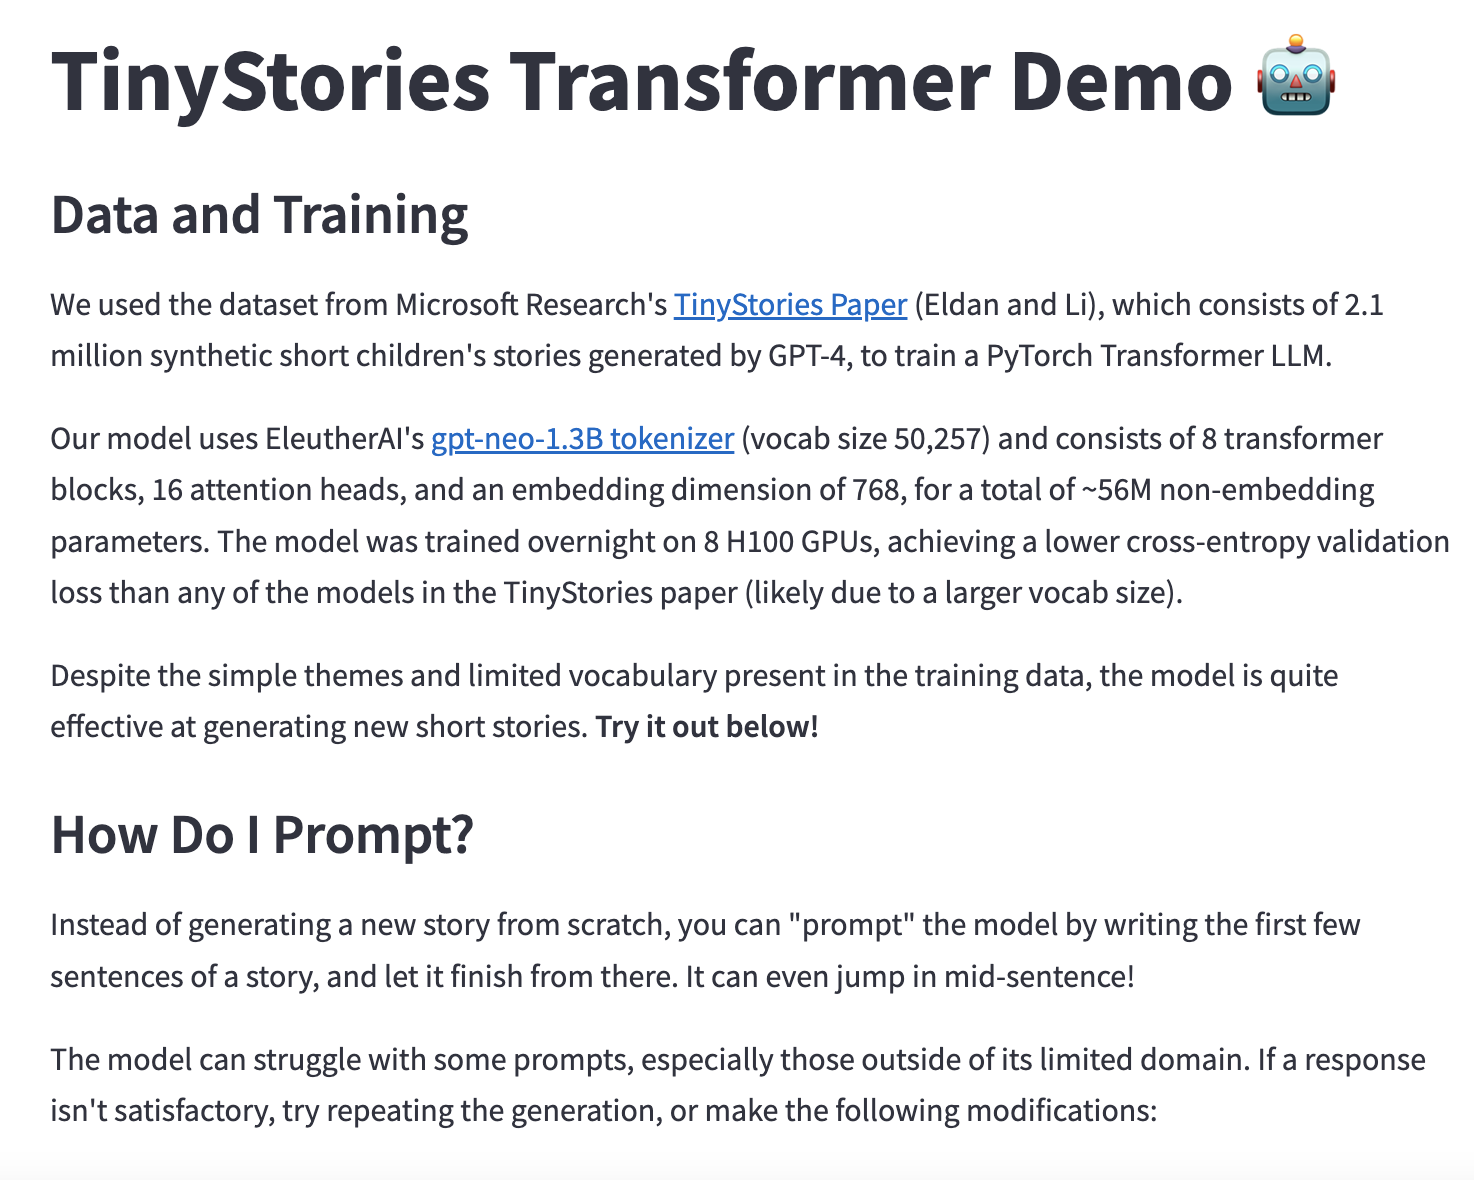 TinyStories Transformer Demo 🤖
Data and Training
We used the dataset from Microsoft Research's TinyStories Paper (Eldan and Li), which consists of 2.1
million synthetic short children's stories generated by GPT-4, to train a PyTorch Transformer LLM.
Our model uses EleutherAI's gpt-neo-1.3B tokenizer (vocab size 50,257) and consists of 8 transformer
blocks, 16 attention heads, and an embedding dimension of 768, for a total of ~56M non-embedding
parameters. The model was trained overnight on 8 H100 GPUs, achieving a lower cross-entropy validation
loss than any of the models in the TinyStories paper (likely due to a larger vocab size).
Despite the simple themes and limited vocabulary present in the training data, the model is quite
effective at generating new short stories. Try it out below!
How Do I Prompt?
Instead of generating a new story from scratch, you can "prompt" the model by writing the first few
sentences of a story, and let it finish from there. It can even jump in mid-sentence!
The model can struggle with some prompts, especially those outside of its limited domain. If a response
isn't satisfactory, try repeating the generation, or make the following modifications: